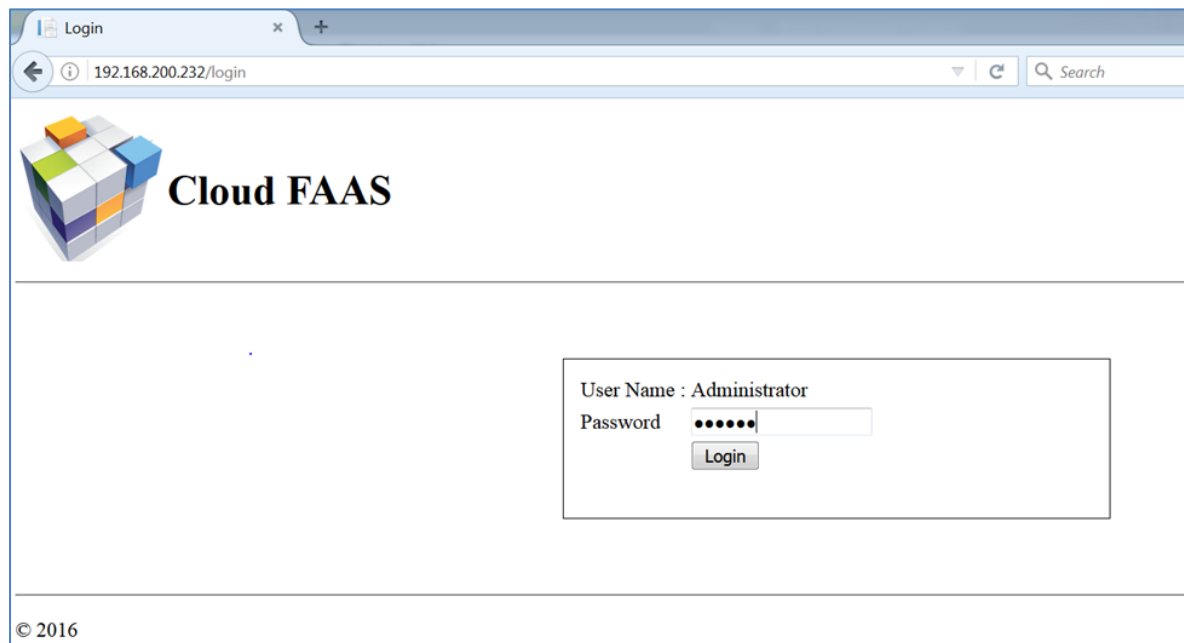 Login
192.168.200.232/login
Search
Cloud FAAS
User Name : Administrator
Password ••••••
Login
© 2016